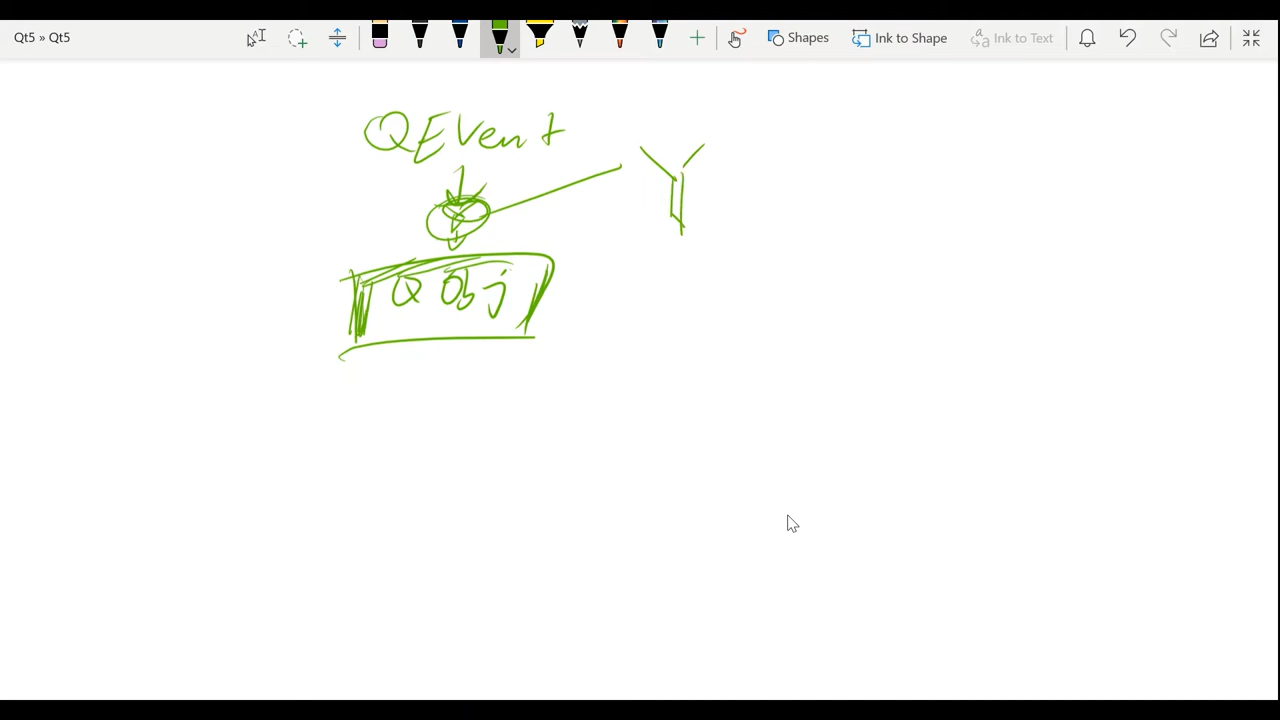 Qt5 » Qt5
Shapes
Ink to Shape
Ink to Text
QEVent
Q Obj